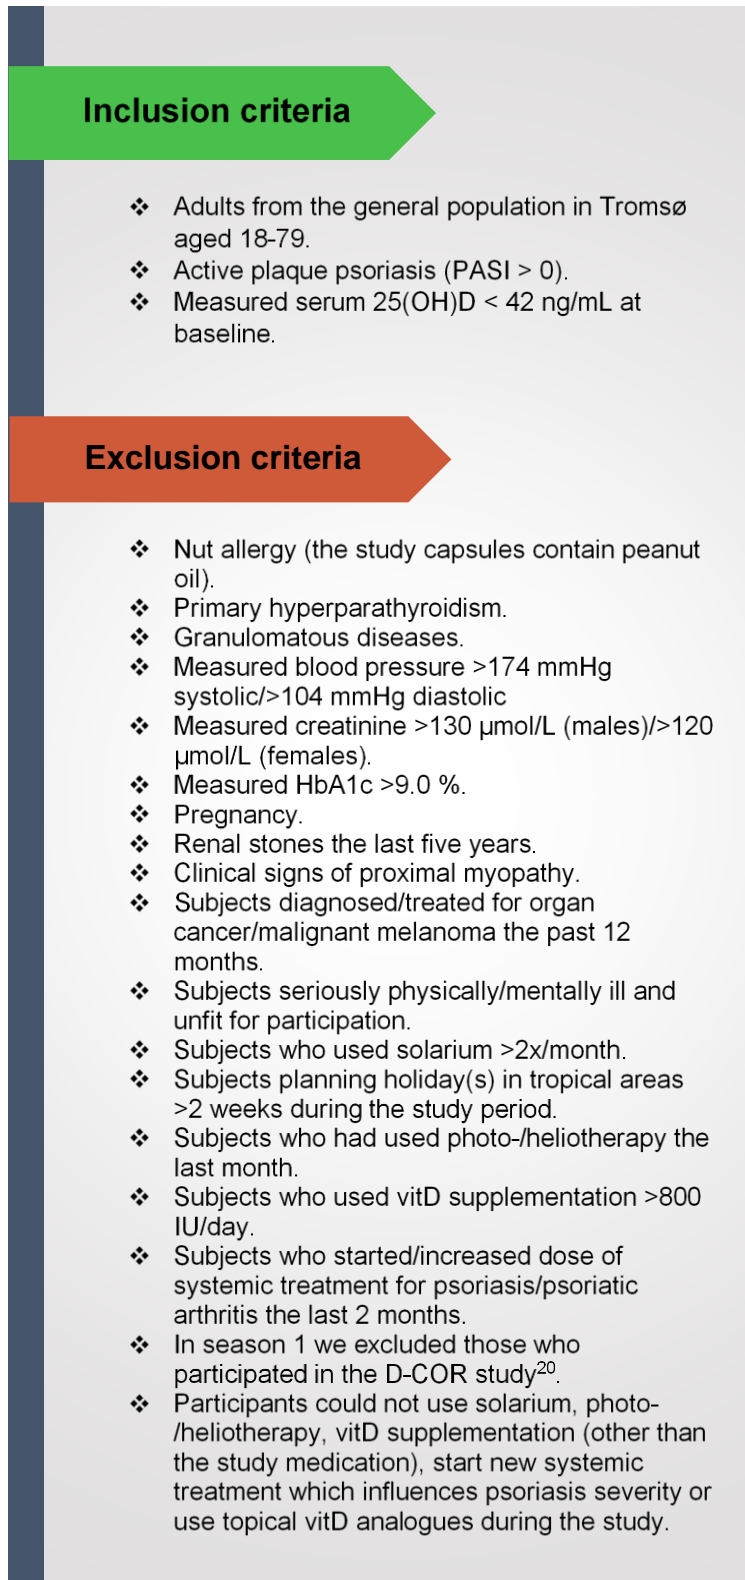 Inclusion criteria
❖ Adults from the general population in Tromsø
aged 18-79.
❖ Active plaque psoriasis (PASI > 0).
❖ Measured serum 25(OH)D < 42 ng/mL at
baseline.
Exclusion criteria
❖ Nut allergy (the study capsules contain peanut
oil).
❖ Primary hyperparathyroidism.
❖ Granulomatous diseases.
❖ Measured blood pressure >174 mmHg
systolic/>104 mmHg diastolic
❖ Measured creatinine >130 µmol/L (males)/>120
µmol/L (females).
❖ Measured HbA1c >9.0 %.
❖ Pregnancy.
❖ Renal stones the last five years.
❖ Clinical signs of proximal myopathy.
❖ Subjects diagnosed/treated for organ
cancer/malignant melanoma the past 12
months.
❖ Subjects seriously physically/mentally ill and
unfit for participation.
❖ Subjects who used solarium >2x/month.
❖ Subjects planning holiday(s) in tropical areas
>2 weeks during the study period.
❖ Subjects who had used photo-/heliotherapy the
last month.
❖ Subjects who used vitD supplementation >800
IU/day.
❖ Subjects who started/increased dose of
systemic treatment for psoriasis/psoriatic
arthritis the last 2 months.
❖ In season 1 we excluded those who
participated in the D-COR study²⁰.
❖ Participants could not use solarium, photo-
/heliotherapy, vitD supplementation (other than
the study medication), start new systemic
treatment which influences psoriasis severity or
use topical vitD analogues during the study.